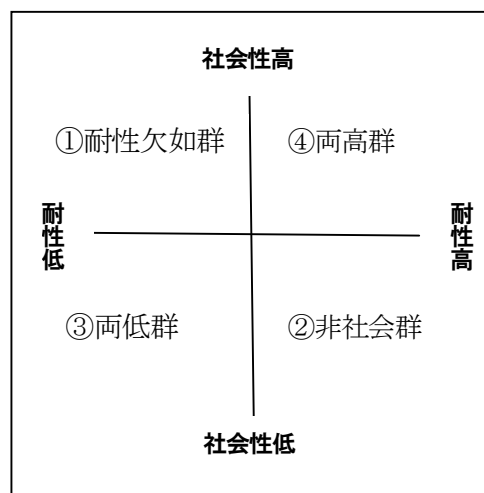 社会性高
①耐性欠如群
④両高群
耐性低
耐性高
③両低群
②非社会群
社会性低